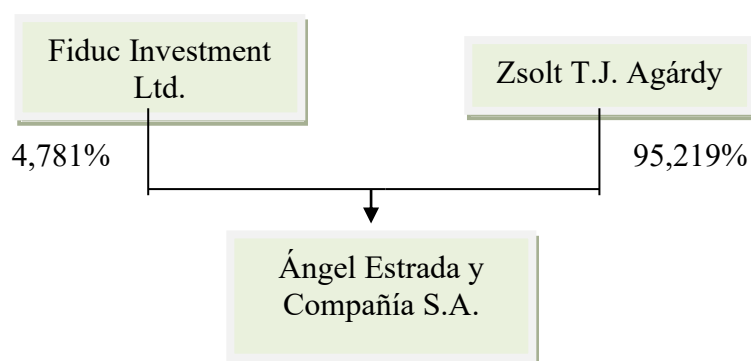 Fiduc Investment
Ltd.
Zsolt T.J. Agárdy
4,781%
95,219%
Ángel Estrada y
Compañía S.A.